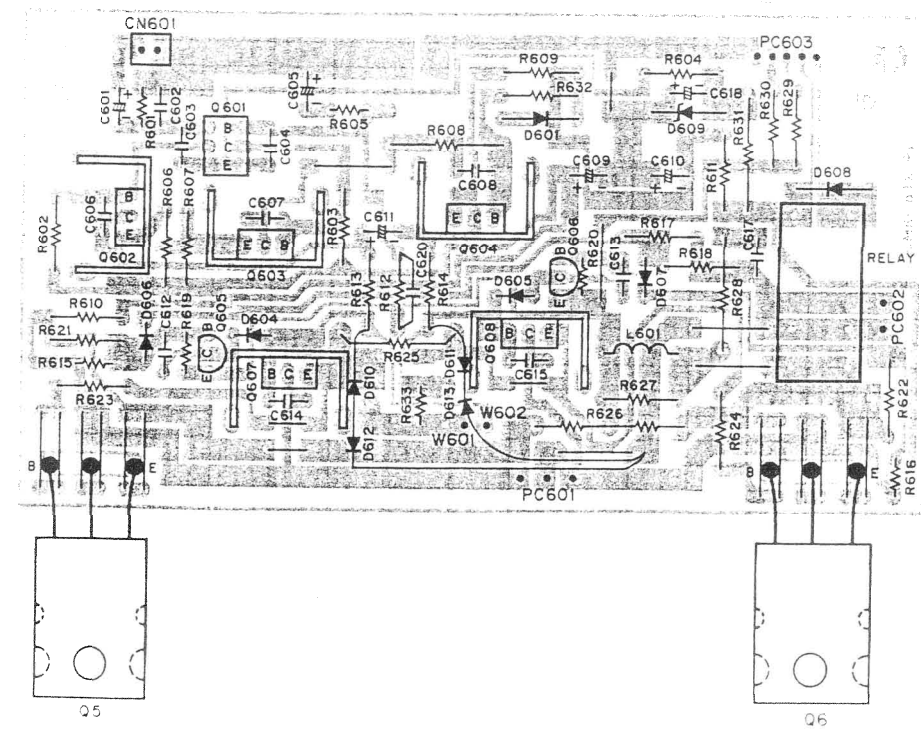 CN601
PC603
R609
R604
C605
C601
R601
C602
C603
Q601
B
C
E
C604
R605
R632
C618
D601
D609
R630
R629
R631
R608
C608
C609
C610
R611
D608
R602
C606
B
C
E
Q602
R606
R607
C607
E
C
B
Q603
R603
C611
E
C
B
Q604
R617
C617
RELAY
B
C
E
Q606
R620
C613
D607
R618
R628
R613
R612
C620
R614
D605
PC602
R610
R621
R615
R623
D606
C612
R619
B
C
E
Q605
D604
R625
Q608
B
C
E
C615
L601
Q607
B
C
E
C614
D610
D612
R633
D611
D613
W601
W602
R627
R626
R624
R622
R616
PC601
B
E
B
E
Q5
Q6